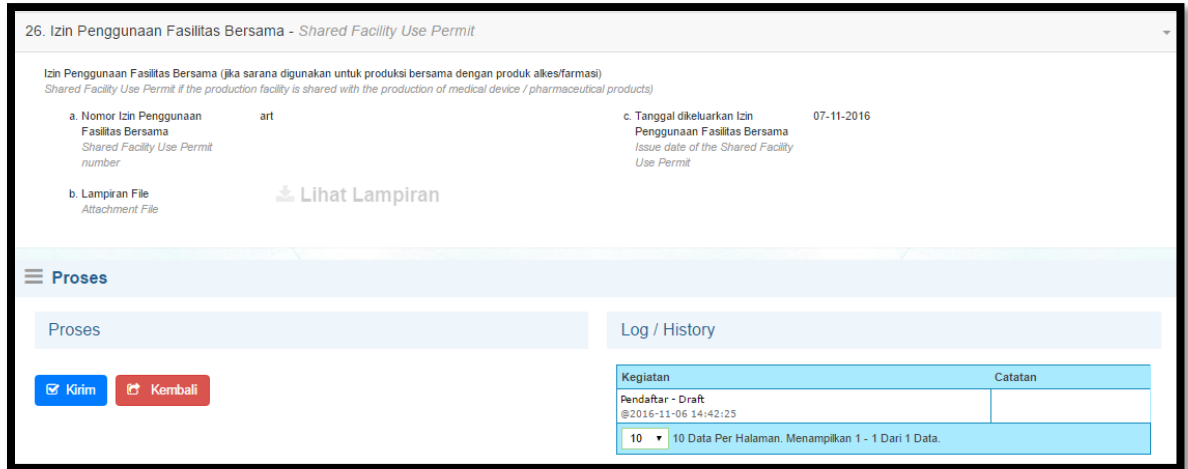 26. Izin Penggunaan Fasilitas Bersama - Shared Facility Use Permit
Izin Penggunaan Fasilitas Bersama (jika sarana digunakan untuk produksi bersama dengan produk alkes/farmasi)
Shared Facility Use Permit if the production facility is shared with the production of medical device / pharmaceutical products)
a. Nomor Izin Penggunaan
Fasilitas Bersama
Shared Facility Use Permit
number
art
c. Tanggal dikeluarkan Izin
Penggunaan Fasilitas Bersama
Issue date of the Shared Facility
Use Permit
07-11-2016
b. Lampiran File
Attachment File
Lihat Lampiran
Proses
Proses
Kirim
Kembali
Log / History
Kegiatan Catatan
Pendaftar - Draft
@2016-11-06 14:42:25
10 10 Data Per Halaman. Menampilkan 1 - 1 Dari 1 Data.